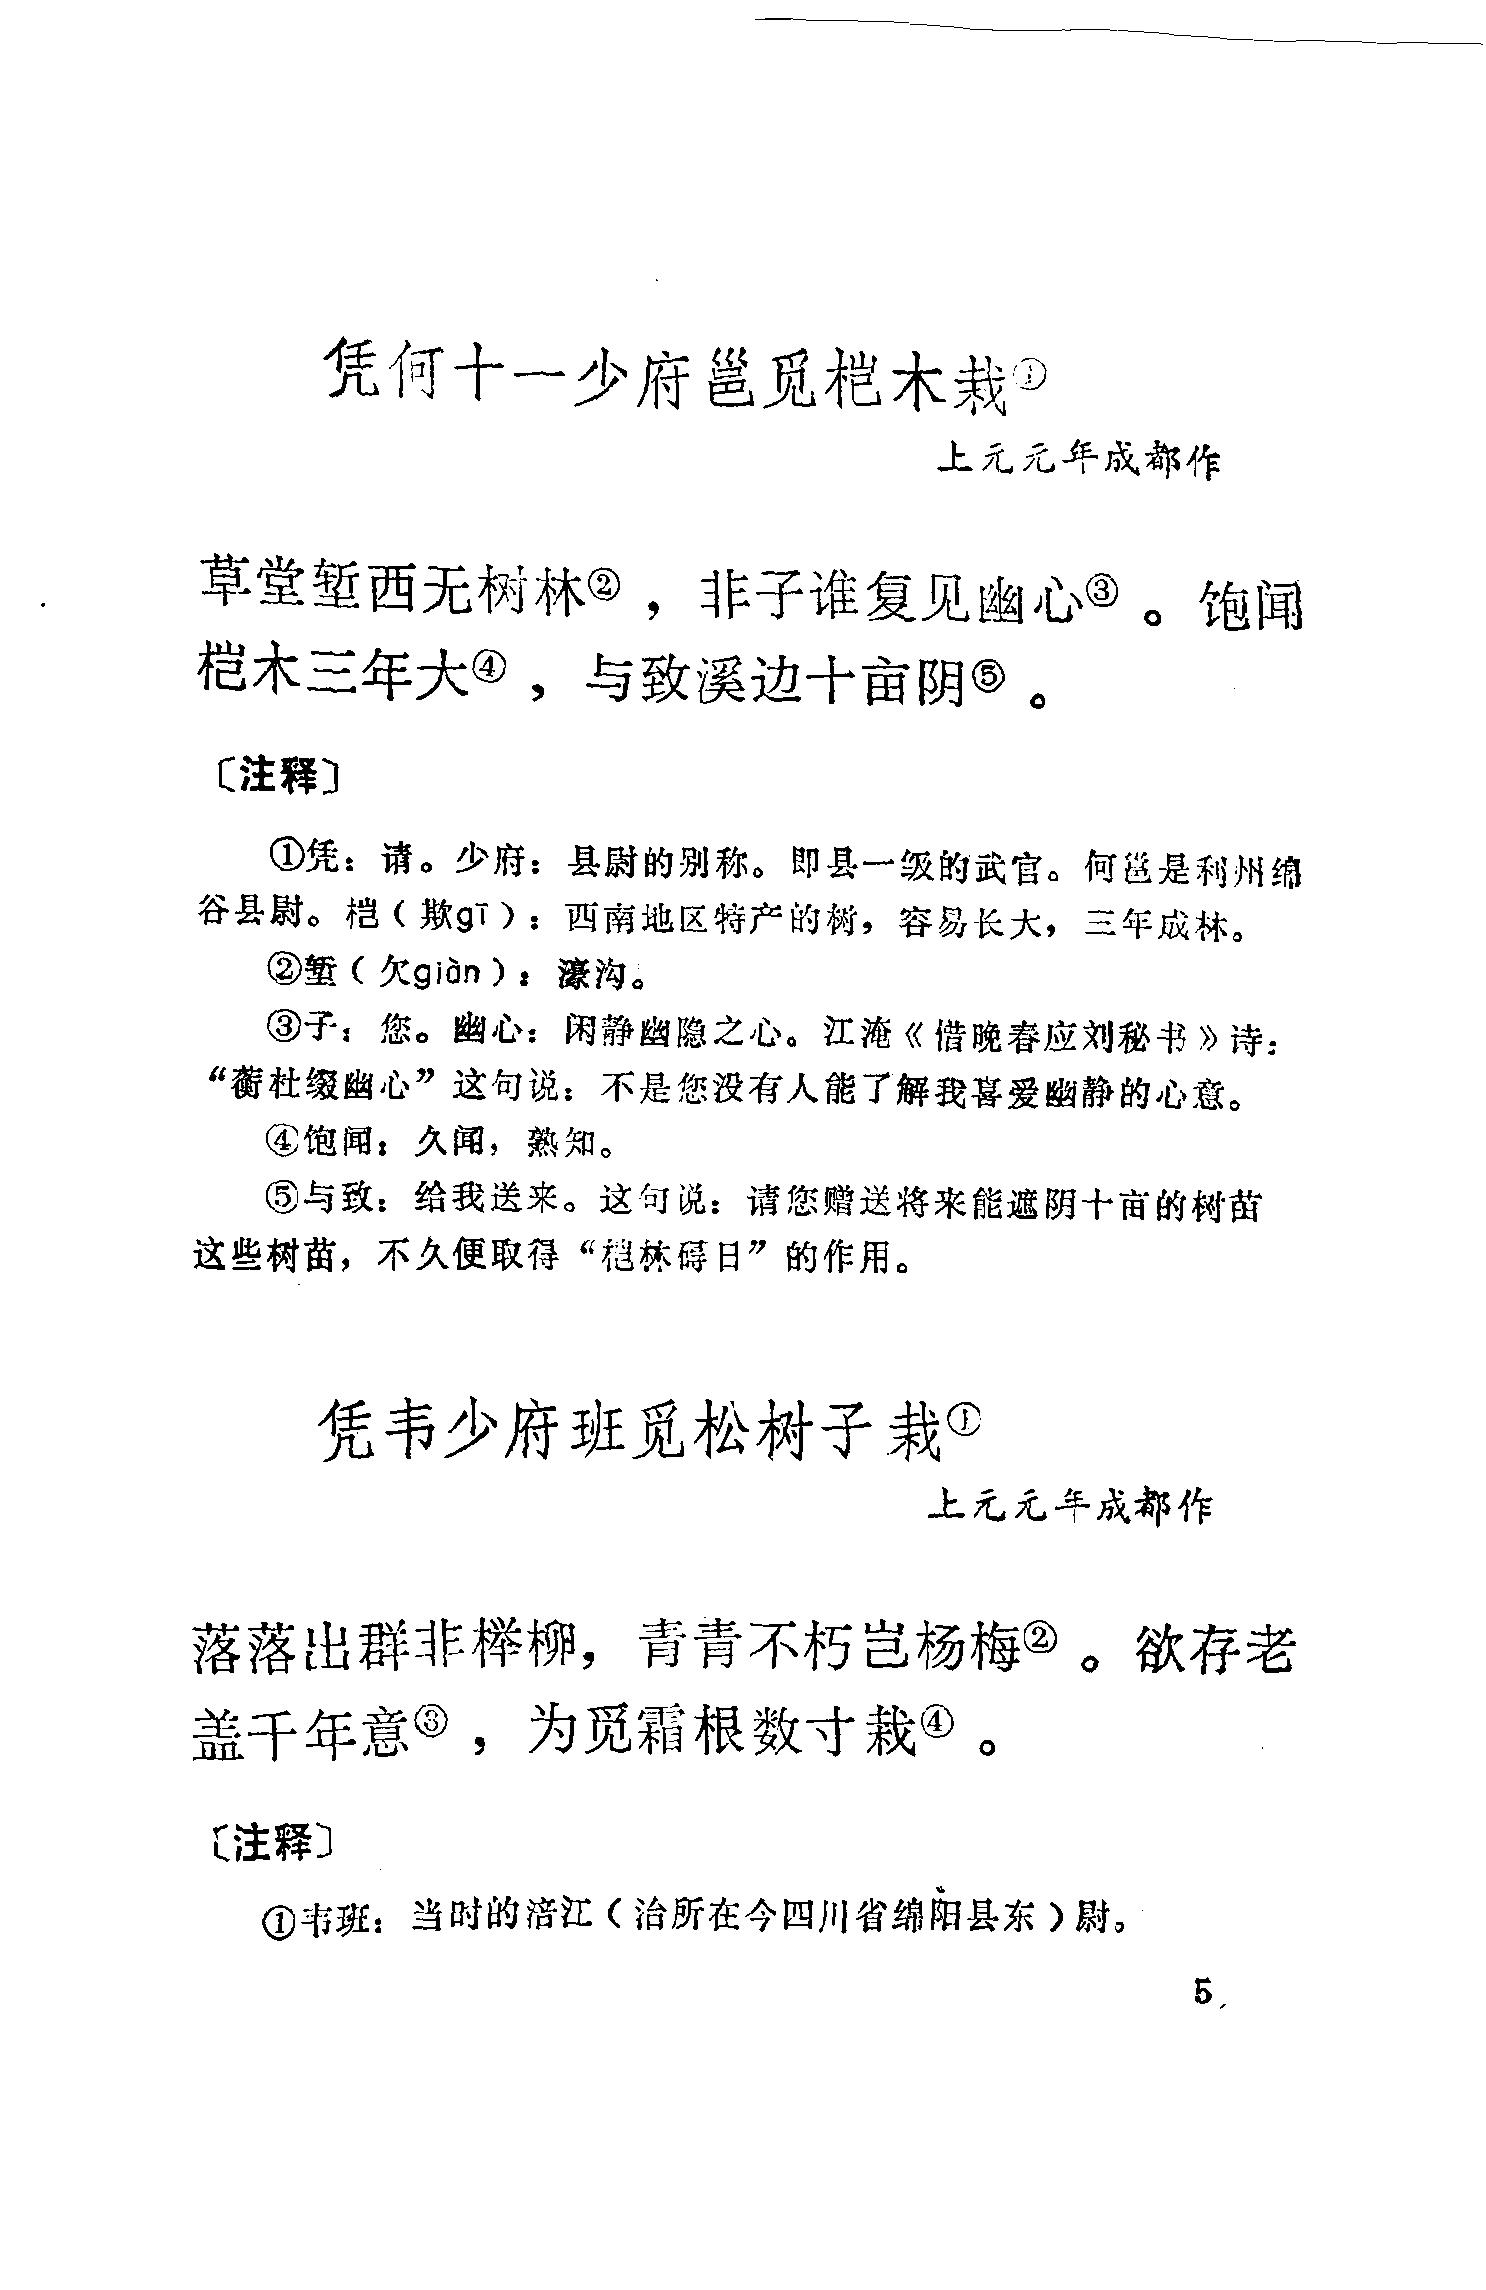 凭何十一少府邕觅桤木栽①
上元元年成都作
草堂堑西无树林②，非子谁复见幽心③。饱闻
桤木三年大④，与致溪边十亩阴⑤。
〔注释〕
①凭：请。少府：县尉的别称。即县一级的武官。何邕是利州绵
谷县尉。桤（欺gī）：西南地区特产的树，容易长大，三年成林。
②堑（欠giàn）：濠沟。
③子：您。幽心：闲静幽隐之心。江淹《借晚春应刘秘书》诗：
“蘅杜缀幽心”这句说：不是您没有人能了解我喜爱幽静的心意。
④饱闻：久闻，熟知。
⑤与致：给我送来。这句说：请您赠送将来能遮阴十亩的树苗
这些树苗，不久便取得“桤林碍日”的作用。
凭韦少府班觅松树子栽①
上元元年成都作
落落出群非榉柳，青青不朽岂杨梅②。欲存老
盖千年意③，为觅霜根数寸栽④。
〔注释〕
①韦班：当时的涪江（治所在今四川省绵阳县东）尉。
5